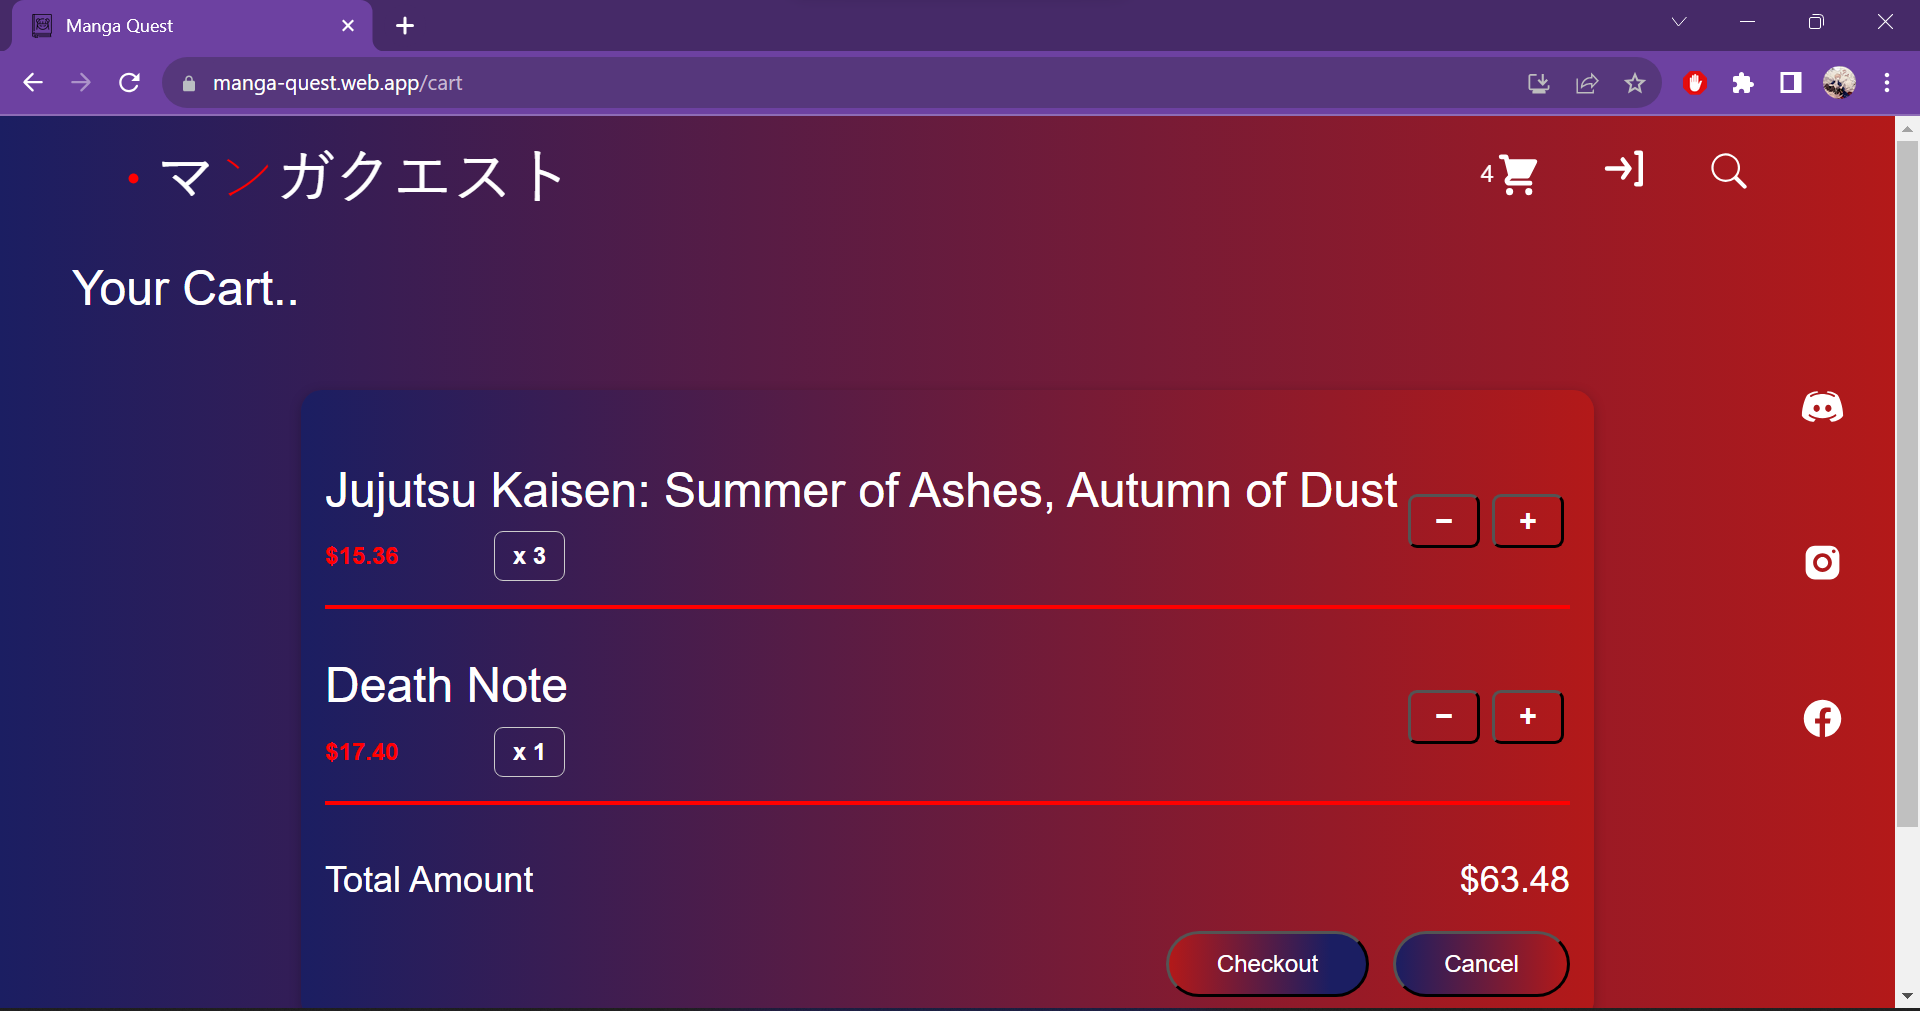 Manga Quest
manga-quest.web.app/cart
マンガクエスト
4
Your Cart..
Jujutsu Kaisen: Summer of Ashes, Autumn of Dust
− +
$15.36 x 3
Death Note
− +
$17.40 x 1
Total Amount $63.48
Checkout Cancel